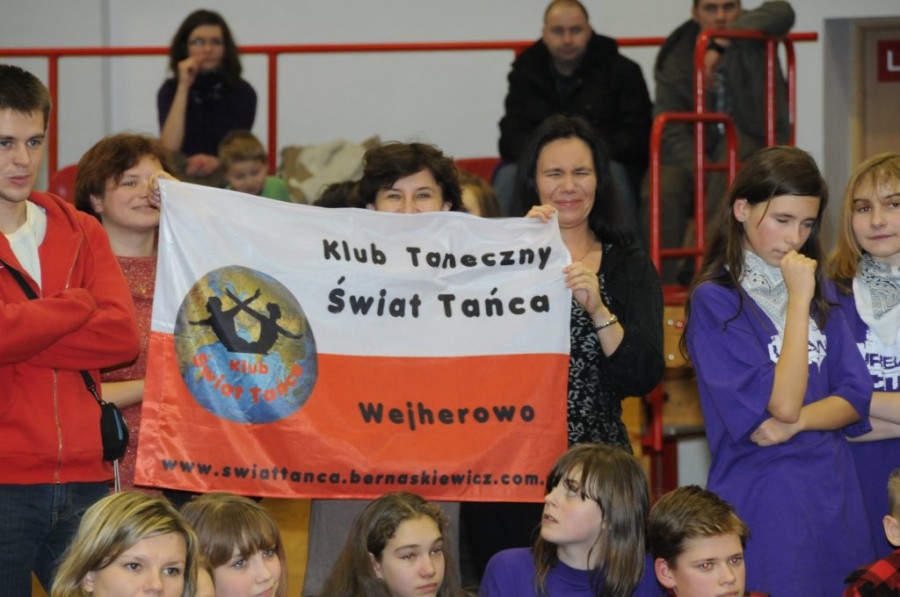 Klub Taneczny
Świat Tańca
Klub
Świat Tańca
Wejherowo
www.swiattanca.bernaskiewicz.com.